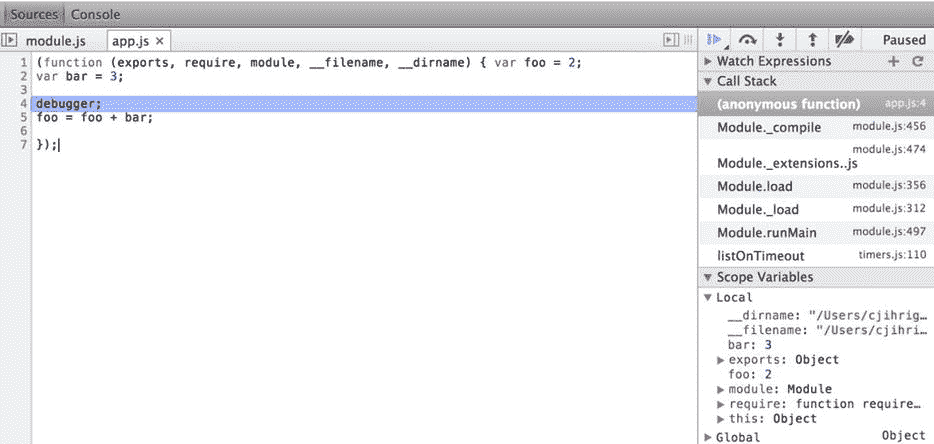 Sources Console
module.js app.js ×
1 (function (exports, require, module, __filename, __dirname) { var foo = 2;
2 var bar = 3;
3
4 debugger;
5 foo = foo + bar;
6
7 });
Paused
Watch Expressions
Call Stack
(anonymous function) app.js:4
Module._compile module.js:456
module.js:474
Module._extensions..js
Module.load module.js:356
Module._load module.js:312
Module.runMain module.js:497
listOnTimeout timers.js:110
Scope Variables
Local
__dirname: "/Users/cjihrig…
__filename: "/Users/cjihri…
bar: 3
exports: Object
foo: 2
module: Module
require: function require…
this: Object
Global Object